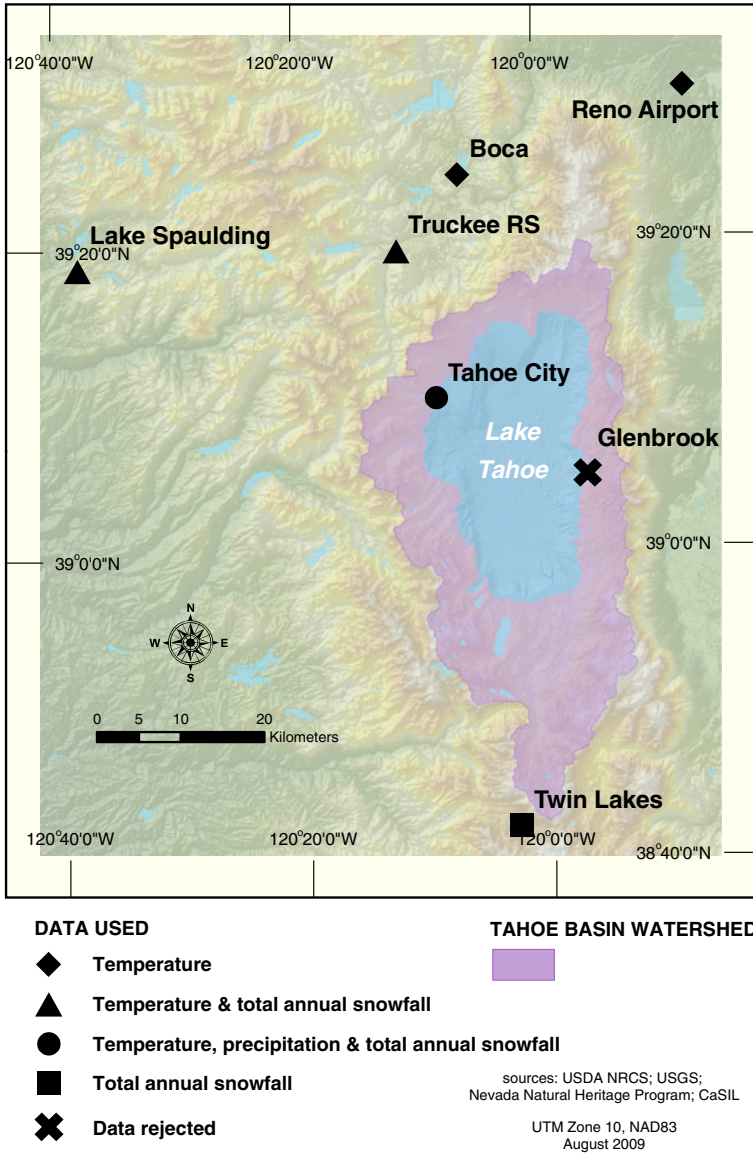 120°40'0"W
120°20'0"W
120°0'0"W
Reno Airport
Boca
Truckee RS
39°20'0"N
Lake Spaulding
39°20'0"N
Tahoe City
Lake
Tahoe
Glenbrook
39°0'0"N
39°0'0"N
N
W
E
S
0 5 10 20
Kilometers
Twin Lakes
120°40'0"W
120°20'0"W
120°0'0"W
38°40'0"N
DATA USED
TAHOE BASIN WATERSHED
Temperature
Temperature & total annual snowfall
Temperature, precipitation & total annual snowfall
Total annual snowfall
Data rejected
sources: USDA NRCS; USGS;
Nevada Natural Heritage Program; CaSIL
UTM Zone 10, NAD83
August 2009